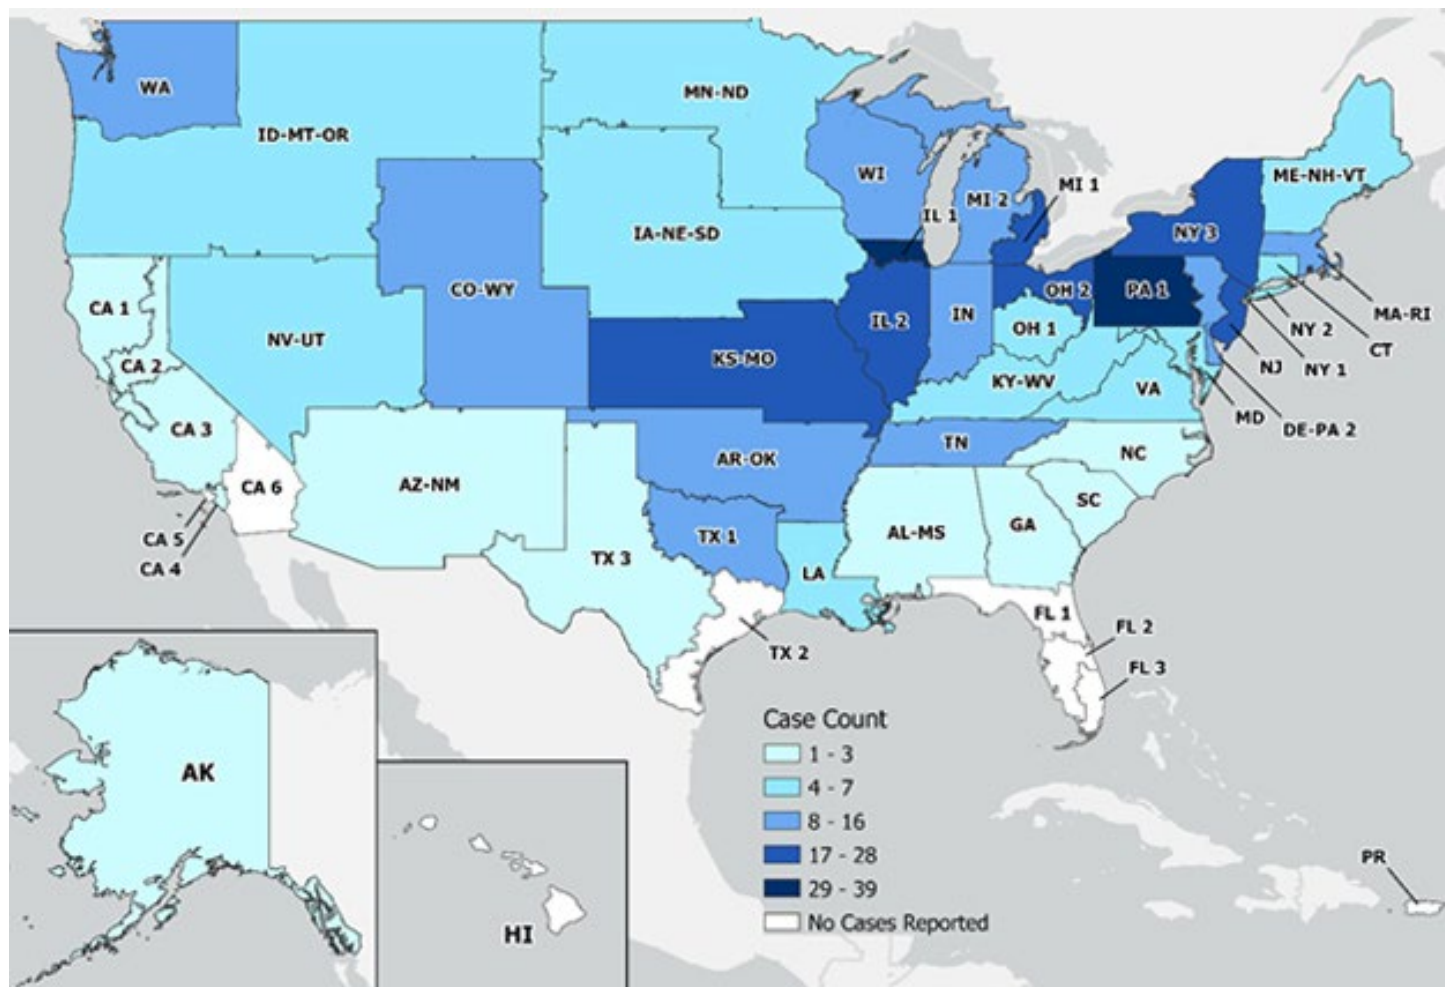 WA
MN-ND
ID-MT-OR
WI
MI 2
MI 1
ME-NH-VT
IL 1
NY 3
IA-NE-SD
CO-WY
OH 2
PA 1
CA 1
IL 2
IN
MA-RI
OH 1
NY 2
NV-UT
CT
CA 2
KS-MO
NJ
NY 1
KY-WV
VA
MD
DE-PA 2
CA 3
TN
NC
AR-OK
CA 6
AZ-NM
SC
GA
AL-MS
TX 1
CA 5
TX 3
CA 4
LA
FL 1
FL 2
TX 2
FL 3
Case Count
1 - 3
4 - 7
8 - 16
17 - 28
29 - 39
No Cases Reported
AK
HI
PR